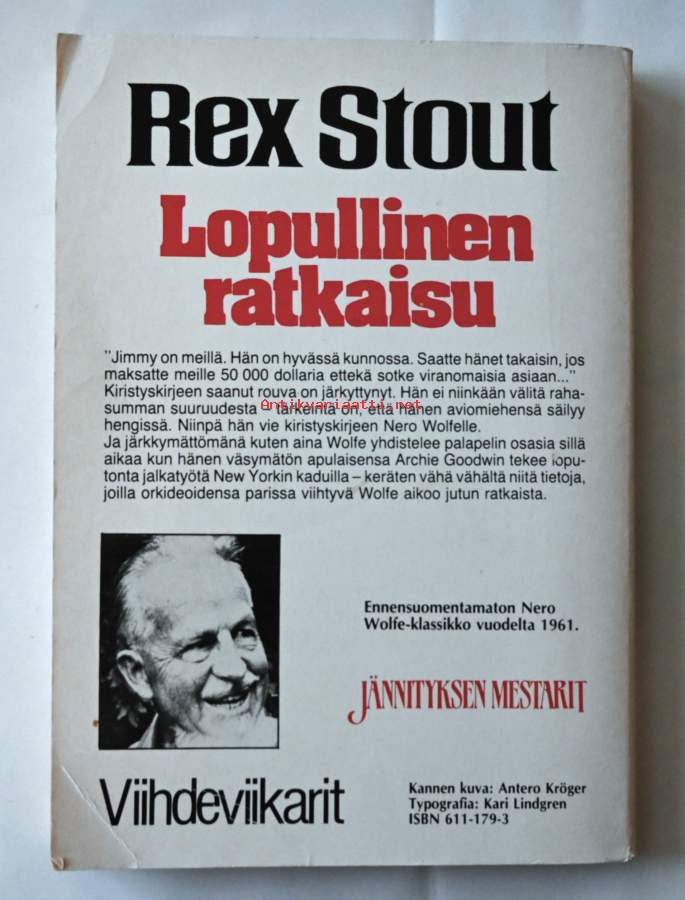 Rex Stout
Lopullinen
ratkaisu
"Jimmy on meillä. Hän on hyvässä kunnossa. Saatte hänet takaisin, jos
maksatte meille 50 000 dollaria ettekä sotke viranomaisia asiaan..."
Kiristyskirjeen saanut rouva on järkyttynyt. Hän ei niinkään välitä raha-
summan suuruudesta – tärkeintä on, että hänen aviomiehensä säilyy
Antikvariaatti.net
hengissä. Niinpä hän vie kiristyskirjeen Nero Wolfelle.
Ja järkkymättömänä kuten aina Wolfe yhdistelee palapelin osasia sillä
aikaa kun hänen väsymätön apulaisensa Archie Goodwin tekee lopu-
tonta jalkatyötä New Yorkin kaduilla – keräten vähä vähältä niitä tietoja,
joilla orkideoidensa parissa viihtyvä Wolfe aikoo jutun ratkaista.
Ennensuomentamaton Nero
Wolfe-klassikko vuodelta 1961.
JÄNNITYKSEN MESTARIT
Viihdeviikarit
Kannen kuva: Antero Kröger
Typografia: Kari Lindgren
ISBN 611-179-3